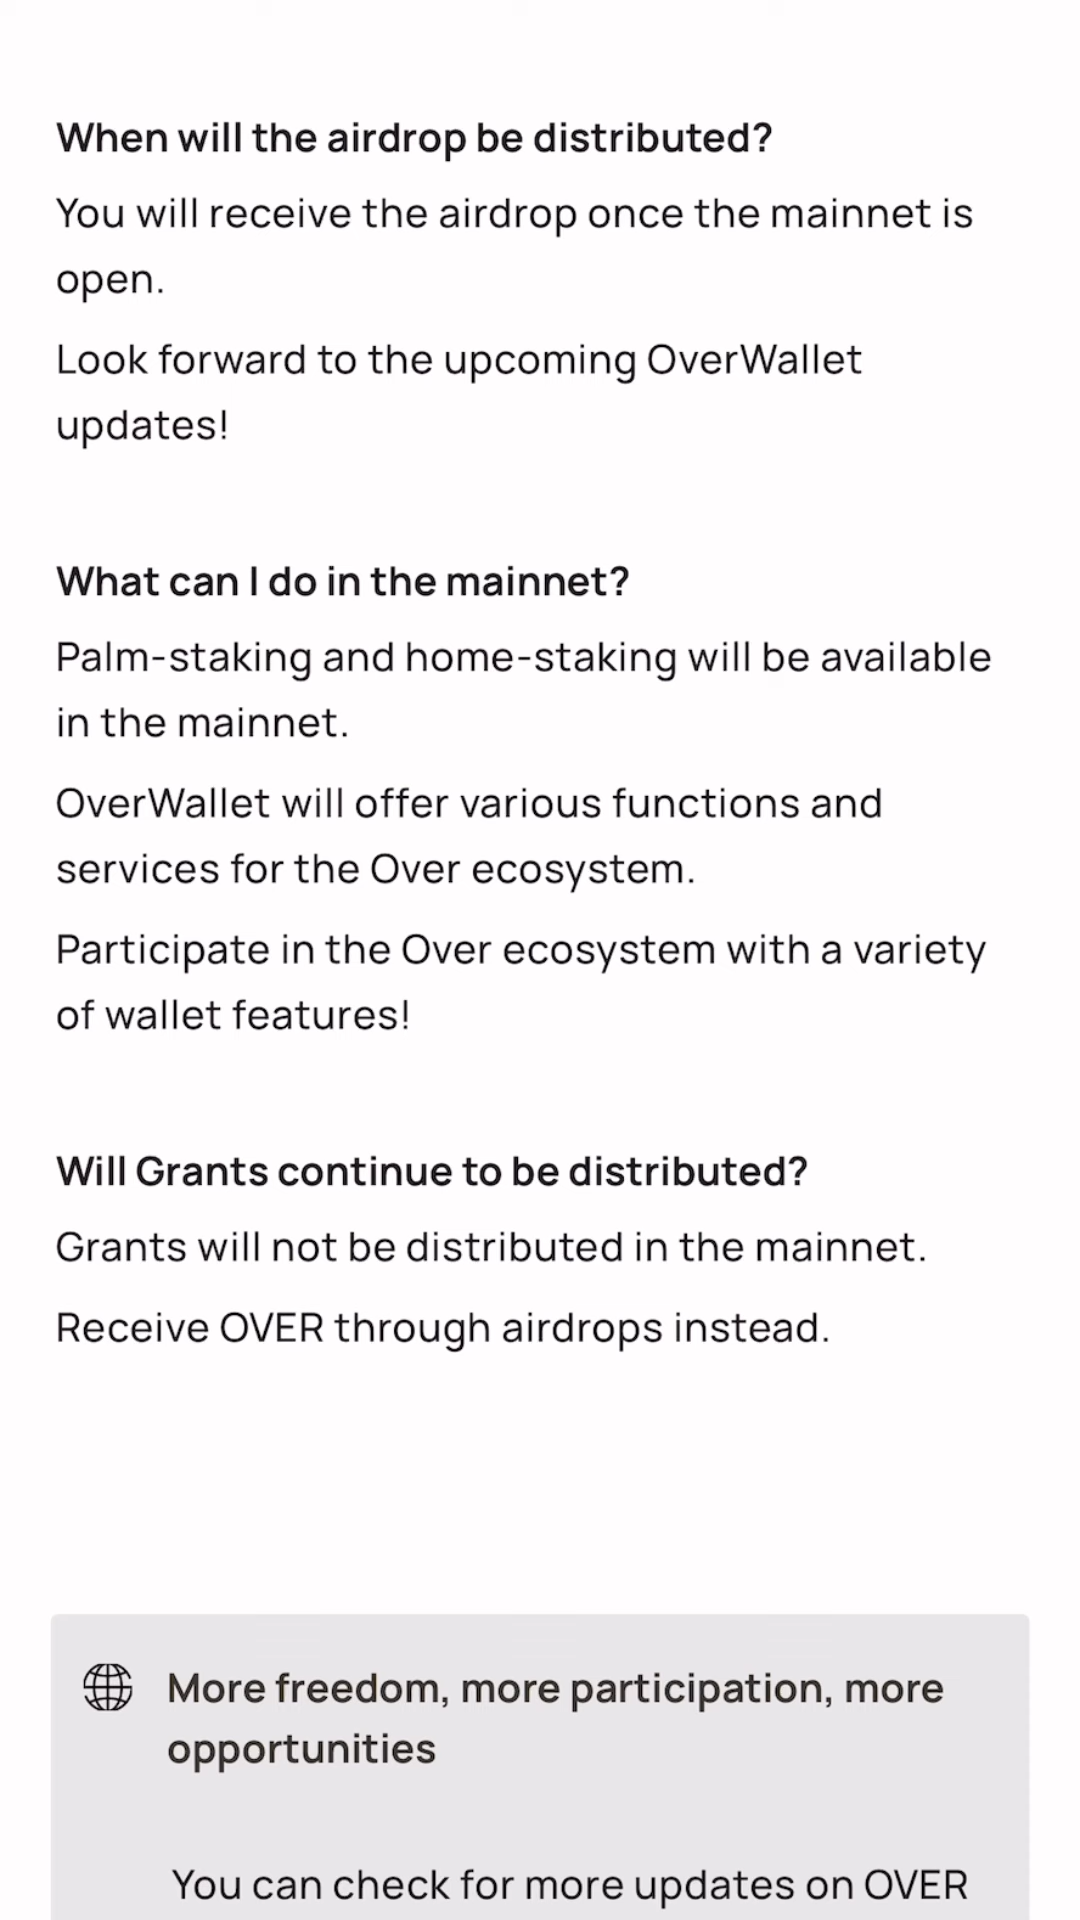 When will the airdrop be distributed?
You will receive the airdrop once the mainnet is
open.
Look forward to the upcoming OverWallet
updates!
What can I do in the mainnet?
Palm-staking and home-staking will be available
in the mainnet.
OverWallet will offer various functions and
services for the Over ecosystem.
Participate in the Over ecosystem with a variety
of wallet features!
Will Grants continue to be distributed?
Grants will not be distributed in the mainnet.
Receive OVER through airdrops instead.
More freedom, more participation, more
opportunities
You can check for more updates on OVER